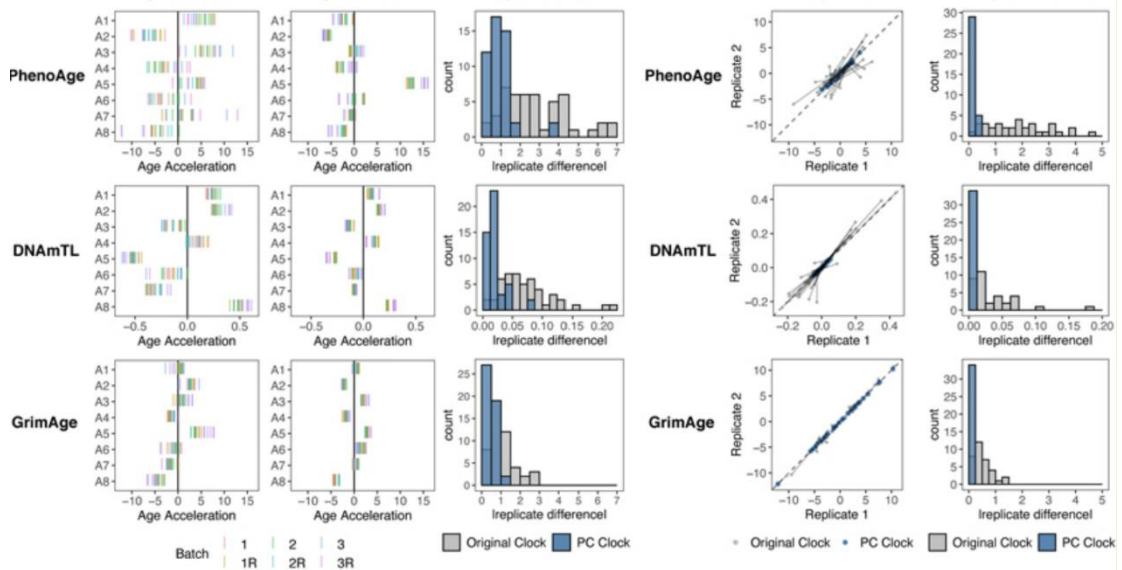 PhenoAge
A1
A2
A3
A4
A5
A6
A7
A8
−10 −5 0 5 10 15
Age Acceleration
A1
A2
A3
A4
A5
A6
A7
A8
−10 −5 0 5 10 15
Age Acceleration
count
15
10
5
0
0 1 2 3 4 5 6 7
|replicate difference|
PhenoAge
Replicate 2
10
5
0
−5
−10
−10 −5 0 5 10
Replicate 1
count
30
20
10
0
0 1 2 3 4 5
|replicate difference|
DNAmTL
A1
A2
A3
A4
A5
A6
A7
A8
−0.5 0.0 0.5
Age Acceleration
A1
A2
A3
A4
A5
A6
A7
A8
−0.5 0.0 0.5
Age Acceleration
count
20
15
10
5
0
0.00 0.05 0.10 0.15 0.20
|replicate difference|
DNAmTL
Replicate 2
0.4
0.2
0.0
−0.2
−0.2 0.0 0.2 0.4
Replicate 1
count
30
20
10
0
0.00 0.05 0.10 0.15 0.20
|replicate difference|
GrimAge
A1
A2
A3
A4
A5
A6
A7
A8
−10 −5 0 5 10 15
Age Acceleration
A1
A2
A3
A4
A5
A6
A7
A8
−10 −5 0 5 10 15
Age Acceleration
count
25
20
15
10
5
0
0 1 2 3 4 5 6 7
|replicate difference|
GrimAge
Replicate 2
10
5
0
−5
−10
−10 −5 0 5 10
Replicate 1
count
30
20
10
0
0 1 2 3 4 5
|replicate difference|
Batch
1 2 3
1R 2R 3R
Original Clock PC Clock
Original Clock PC Clock
Original Clock PC Clock